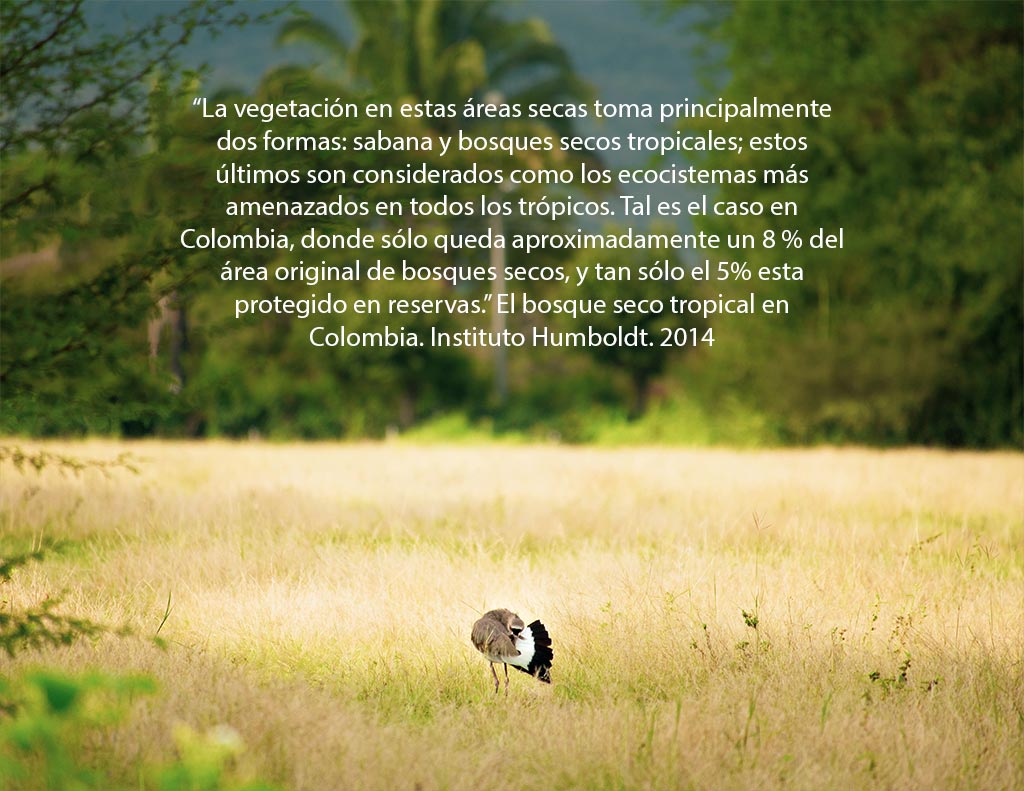 “La vegetación en estas áreas secas toma principalmente
dos formas: sabana y bosques secos tropicales; estos
últimos son considerados como los ecocistemas más
amenazados en todos los trópicos. Tal es el caso en
Colombia, donde sólo queda aproximadamente un 8 % del
área original de bosques secos, y tan sólo el 5% esta
protegido en reservas.” El bosque seco tropical en
Colombia. Instituto Humboldt. 2014